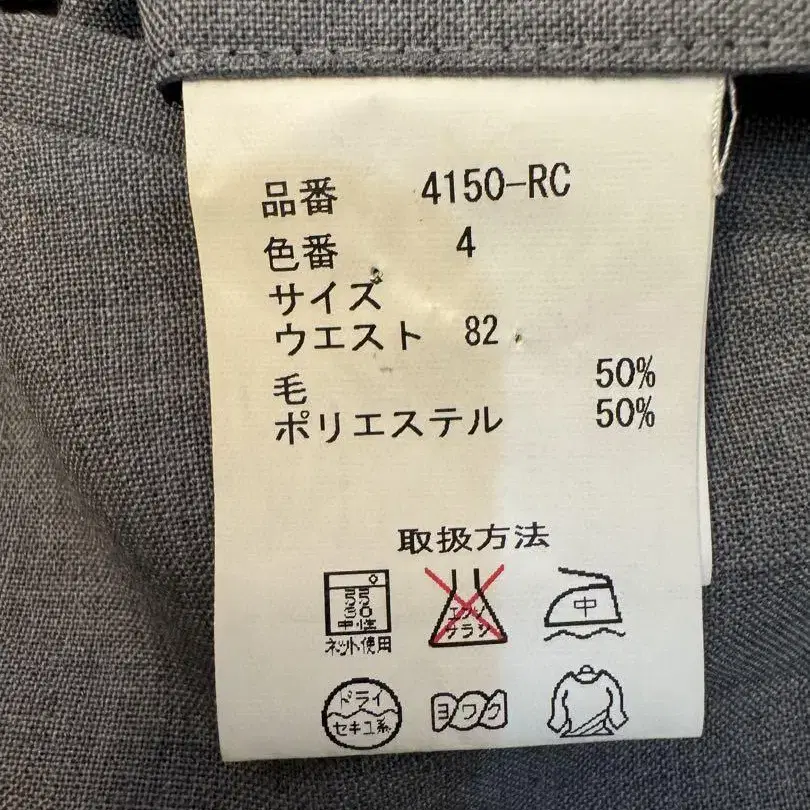 品番 4150-RC
色番 4
サイズ
ウエスト 82
毛 50%
ポリエステル 50%
取扱方法
弱
30
中性
ネット使用
エンソ
サラシ
中
ドライ
セキユ系
ヨワク